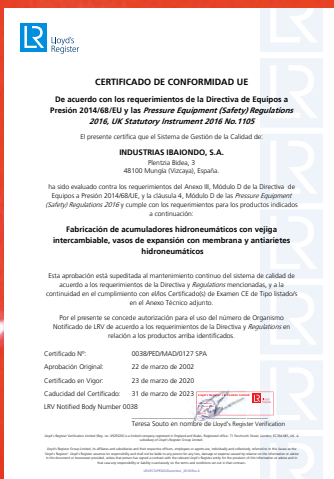 LR
Lloyd's
Register
CERTIFICADO DE CONFORMIDAD UE
De acuerdo con los requerimientos de la Directiva de Equipos a
Presión 2014/68/EU y las Pressure Equipment (Safety) Regulations
2016, UK Statutory Instrument 2016 No.1105
El presente certifica que el Sistema de Gestión de la Calidad de:
INDUSTRIAS IBAIONDO, S.A.
Plentzia Bidea, 3
48100 Mungia (Vizcaya), España.
ha sido evaluado contra los requerimientos del Anexo III, Módulo D de la Directiva de
Equipos a Presión 2014/68/UE, y la cláusula 4, Módulo D de las Pressure Equipment
(Safety) Regulations 2016 y cumple con los requerimientos para los productos indicados
a continuación:
Fabricación de acumuladores hidroneumáticos con vejiga
intercambiable, vasos de expansión con membrana y antiarietes
hidroneumáticos
Esta aprobación está supeditada al mantenimiento continuo del sistema de calidad de
acuerdo a los requerimientos de la Directiva y Regulations mencionadas, y a la
continuidad en el cumplimiento con el/los Certificado(s) de Examen CE de Tipo listado/s
en el Anexo Técnico adjunto.
Por el presente se concede autorización para el uso del número de Organismo
Notificado de LRV de acuerdo a los requerimientos de la Directiva y Regulations en
relación a los productos arriba identificados.
Certificado Nº: 0038/PED/MAD/0127 SPA
Aprobación Original: 22 de marzo de 2002
Certificado en Vigor: 23 de marzo de 2020
Caducidad del Certificado: 31 de marzo de 2023
LRV Notified Body Number 0038
Teresa Souto en nombre de Lloyd's Register Verification